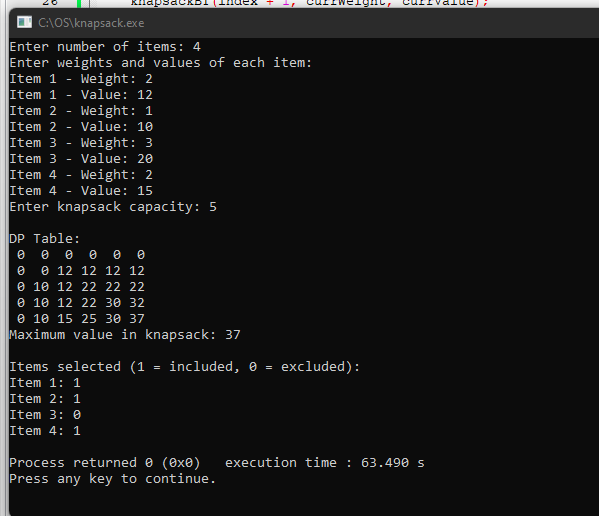 26 knapsackBT(index + 1, currWeight, currValue);
C:\OS\knapsack.exe
Enter number of items: 4
Enter weights and values of each item:
Item 1 - Weight: 2
Item 1 - Value: 12
Item 2 - Weight: 1
Item 2 - Value: 10
Item 3 - Weight: 3
Item 3 - Value: 20
Item 4 - Weight: 2
Item 4 - Value: 15
Enter knapsack capacity: 5
DP Table:
0 0 0 0 0 0
0 0 12 12 12 12
0 10 12 22 22 22
0 10 12 22 30 32
0 10 15 25 30 37
Maximum value in knapsack: 37
Items selected (1 = included, 0 = excluded):
Item 1: 1
Item 2: 1
Item 3: 0
Item 4: 1
Process returned 0 (0x0) execution time : 63.490 s
Press any key to continue.